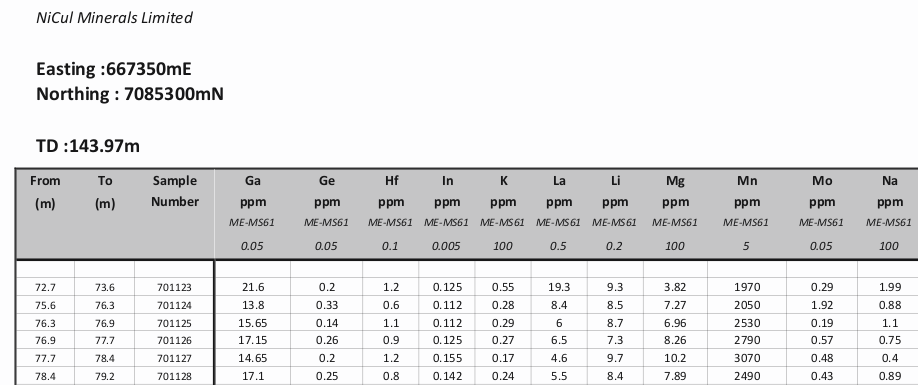 NiCul Minerals Limited
Easting :667350mE
Northing : 7085300mN
TD :143.97m
From To Sample Ga Ge Hf In K La Li Mg Mn Mo Na
(m) (m) Number ppm ppm ppm ppm ppm ppm ppm ppm ppm ppm ppm
ME-MS61 ME-MS61 ME-MS61 ME-MS61 ME-MS61 ME-MS61 ME-MS61 ME-MS61 ME-MS61 ME-MS61 ME-MS61
0.05 0.05 0.1 0.005 100 0.5 0.2 100 5 0.05 100
72.7 73.6 701123 21.6 0.2 1.2 0.125 0.55 19.3 9.3 3.82 1970 0.29 1.99
75.6 76.3 701124 13.8 0.33 0.6 0.112 0.28 8.4 8.5 7.27 2050 1.92 0.88
76.3 76.9 701125 15.65 0.14 1.1 0.112 0.29 6 8.7 6.96 2530 0.19 1.1
76.9 77.7 701126 17.15 0.26 0.9 0.125 0.27 6.5 7.3 8.26 2790 0.57 0.75
77.7 78.4 701127 14.65 0.2 1.2 0.155 0.17 4.6 9.7 10.2 3070 0.48 0.4
78.4 79.2 701128 17.1 0.25 0.8 0.142 0.24 5.5 8.4 7.89 2490 0.43 0.89